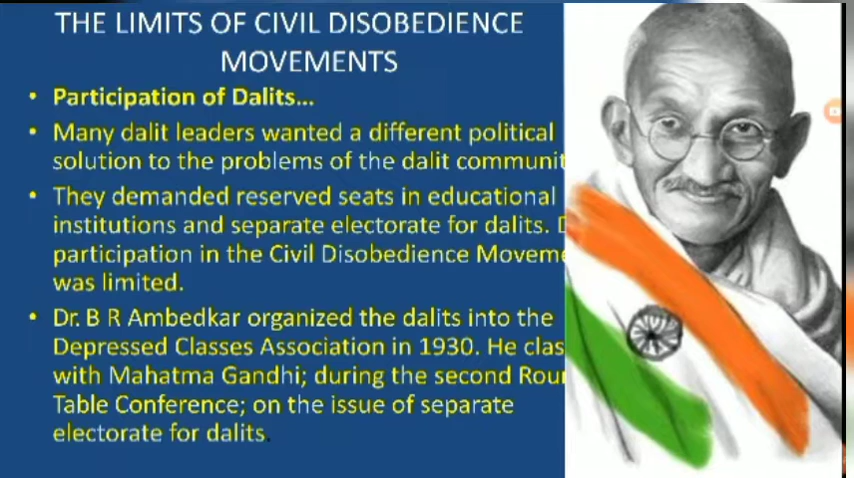 THE LIMITS OF CIVIL DISOBEDIENCE
MOVEMENTS
• Participation of Dalits...
• Many dalit leaders wanted a different political
solution to the problems of the dalit communit
• They demanded reserved seats in educational
institutions and separate electorate for dalits.
participation in the Civil Disobedience Moveme
was limited.
• Dr. B R Ambedkar organized the dalits into the
Depressed Classes Association in 1930. He clas
with Mahatma Gandhi; during the second Roun
Table Conference; on the issue of separate
electorate for dalits.